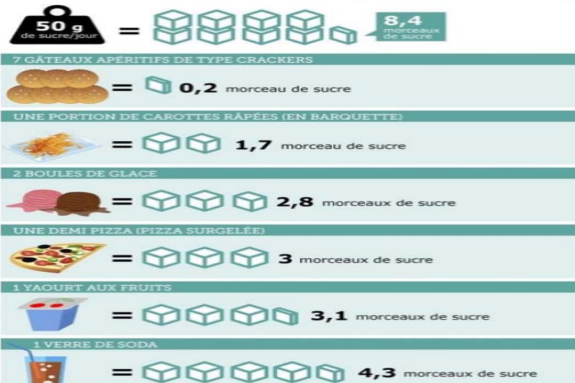 50 g
de sucre/jour
=
8,4
morceaux
de sucre
7 GÂTEAUX APÉRITIFS DE TYPE CRACKERS
= 0,2 morceau de sucre
UNE PORTION DE CAROTTES RÂPÉES (EN BARQUETTE)
= 1,7 morceau de sucre
2 BOULES DE GLACE
= 2,8 morceaux de sucre
UNE DEMI PIZZA (PIZZA SURGELÉE)
= 3 morceaux de sucre
1 YAOURT AUX FRUITS
= 3,1 morceaux de sucre
1 VERRE DE SODA
= 4,3 morceaux de sucre